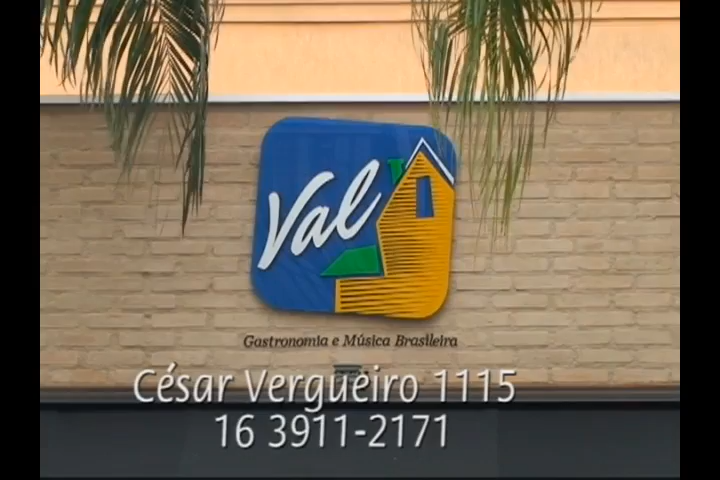 Val
Gastronomia e Música Brasileira
César Vergueiro 1115
16 3911-2171